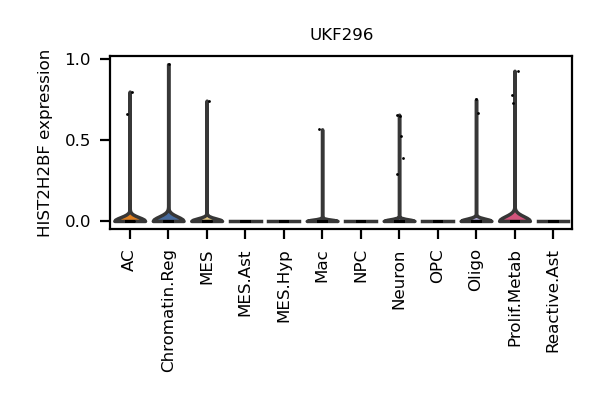 UKF296
HIST2H2BF expression
1.0
0.5
0.0
AC
Chromatin.Reg
MES
MES.Ast
MES.Hyp
Mac
NPC
Neuron
OPC
Oligo
Prolif.Metab
Reactive.Ast